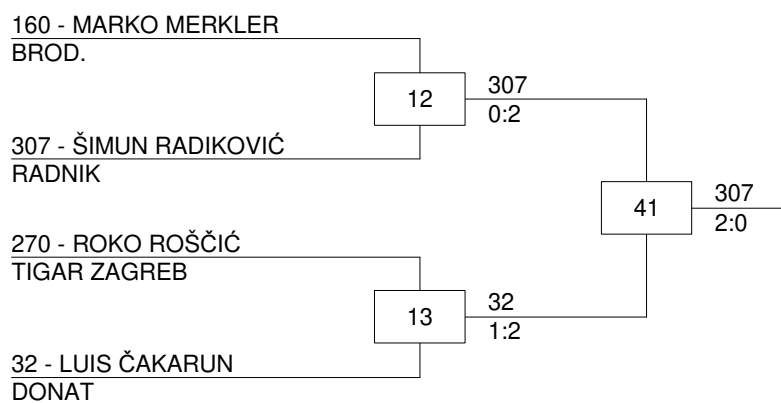 160 - MARKO MERKLER
BROD.
12
307
0:2
307 - ŠIMUN RADIKOVIĆ
RADNIK
41
307
2:0
270 - ROKO ROŠČIĆ
TIGAR ZAGREB
13
32
1:2
32 - LUIS ČAKARUN
DONAT